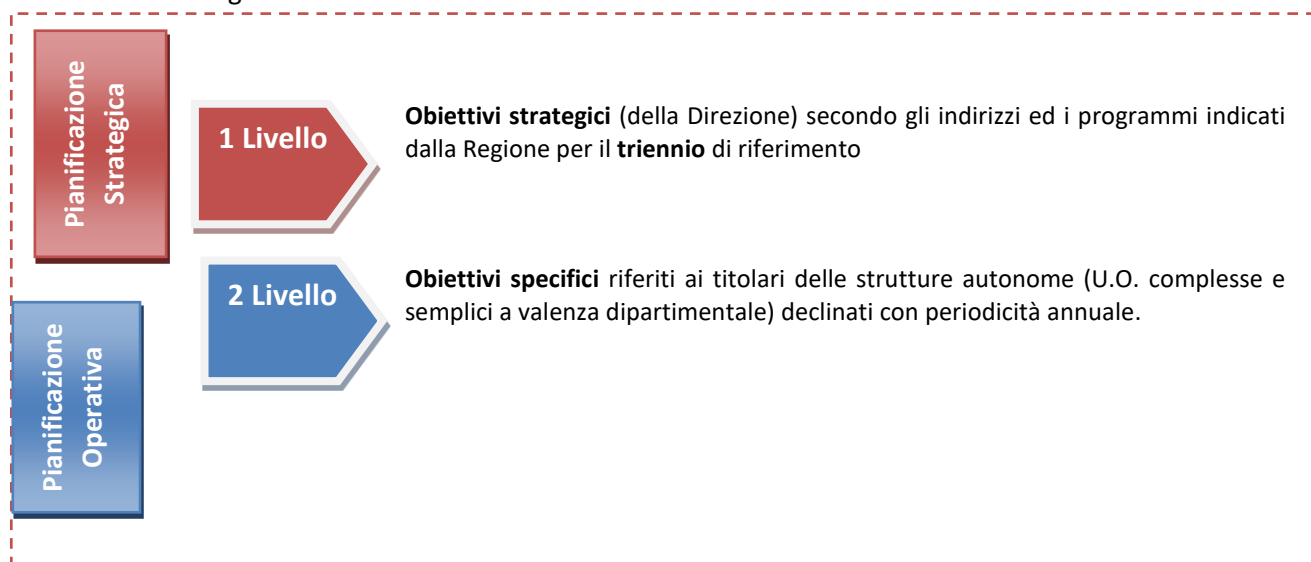 Pianificazione
Strategica
1 Livello
Obiettivi strategici (della Direzione) secondo gli indirizzi ed i programmi indicati
dalla Regione per il triennio di riferimento
2 Livello
Obiettivi specifici riferiti ai titolari delle strutture autonome (U.O. complesse e
semplici a valenza dipartimentale) declinati con periodicità annuale.
Pianificazione
Operativa